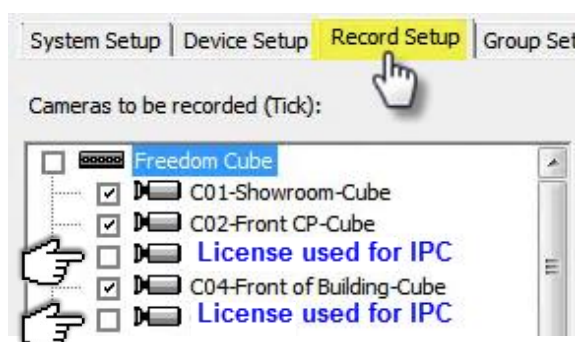 System Setup Device Setup Record Setup Group Set
Cameras to be recorded (Tick):
Freedom Cube
C01-Showroom-Cube
C02-Front CP-Cube
License used for IPC
C04-Front of Building-Cube
License used for IPC